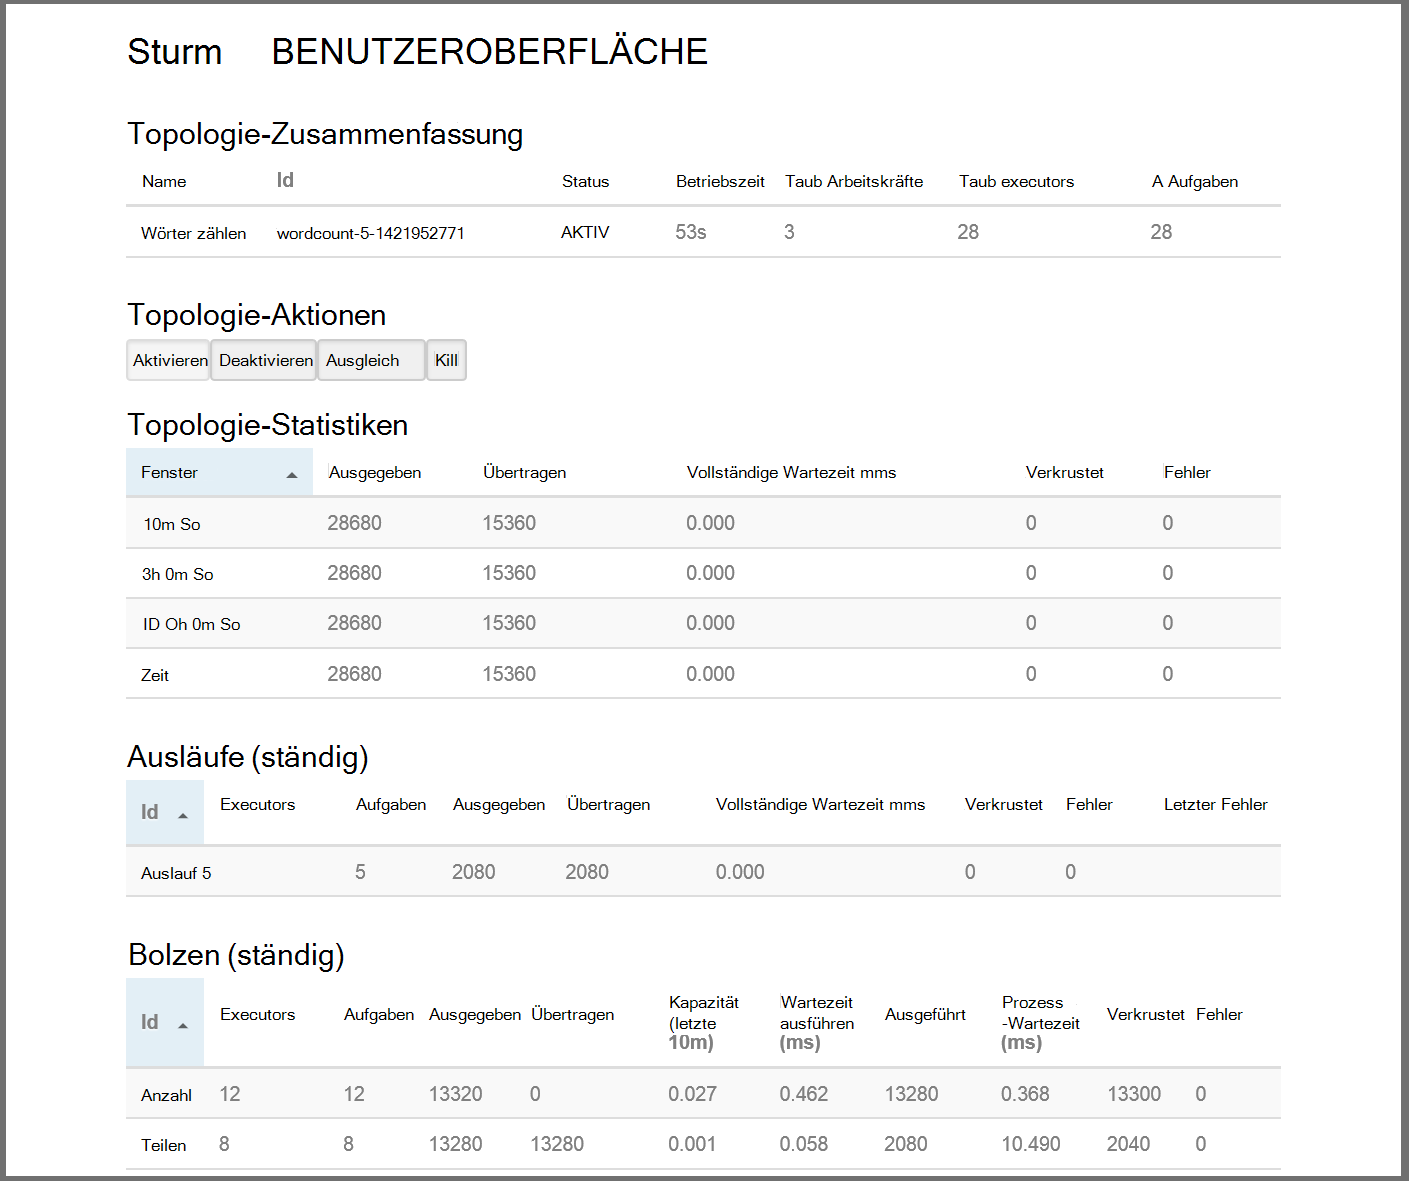 Sturm BENUTZEROBERFLÄCHE
Topologie-Zusammenfassung
Name Id Status Betriebszeit Taub Arbeitskräfte Taub executors A Aufgaben
Wörter zählen wordcount-5-1421952771 AKTIV 53s 3 28 28
Topologie-Aktionen
Aktivieren Deaktivieren Ausgleich Kill
Topologie-Statistiken
Fenster Ausgegeben Übertragen Vollständige Wartezeit mms Verkrustet Fehler
10m So 28680 15360 0.000 0 0
3h 0m So 28680 15360 0.000 0 0
ID Oh 0m So 28680 15360 0.000 0 0
Zeit 28680 15360 0.000 0 0
Ausläufe (ständig)
Id Executors Aufgaben Ausgegeben Übertragen Vollständige Wartezeit mms Verkrustet Fehler Letzter Fehler
Auslauf 5 5 2080 2080 0.000 0 0
Bolzen (ständig)
Id Executors Aufgaben Ausgegeben Übertragen Kapazität (letzte 10m) Wartezeit ausführen (ms) Ausgeführt Prozess -Wartezeit (ms) Verkrustet Fehler
Anzahl 12 12 13320 0 0.027 0.462 13280 0.368 13300 0
Teilen 8 8 13280 13280 0.001 0.058 2080 10.490 2040 0